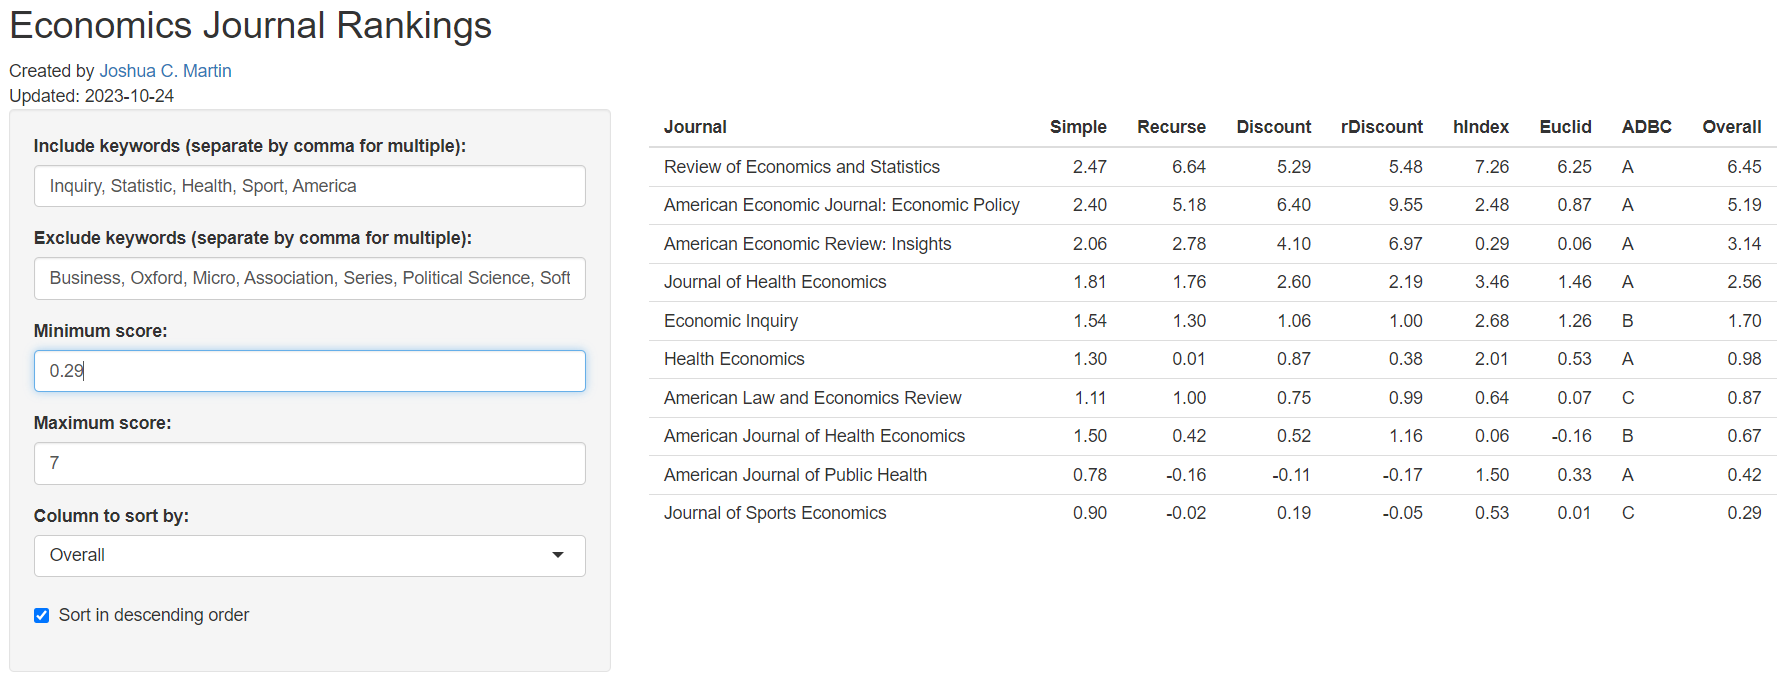 Economics Journal Rankings
Created by Joshua C. Martin
Updated: 2023-10-24
Include keywords (separate by comma for multiple):
Inquiry, Statistic, Health, Sport, America
Exclude keywords (separate by comma for multiple):
Business, Oxford, Micro, Association, Series, Political Science, Soft
Minimum score:
0.29
Maximum score:
7
Column to sort by:
Overall
Sort in descending order
Journal Simple Recurse Discount rDiscount hIndex Euclid ADBC Overall
Review of Economics and Statistics 2.47 6.64 5.29 5.48 7.26 6.25 A 6.45
American Economic Journal: Economic Policy 2.40 5.18 6.40 9.55 2.48 0.87 A 5.19
American Economic Review: Insights 2.06 2.78 4.10 6.97 0.29 0.06 A 3.14
Journal of Health Economics 1.81 1.76 2.60 2.19 3.46 1.46 A 2.56
Economic Inquiry 1.54 1.30 1.06 1.00 2.68 1.26 B 1.70
Health Economics 1.30 0.01 0.87 0.38 2.01 0.53 A 0.98
American Law and Economics Review 1.11 1.00 0.75 0.99 0.64 0.07 C 0.87
American Journal of Health Economics 1.50 0.42 0.52 1.16 0.06 -0.16 B 0.67
American Journal of Public Health 0.78 -0.16 -0.11 -0.17 1.50 0.33 A 0.42
Journal of Sports Economics 0.90 -0.02 0.19 -0.05 0.53 0.01 C 0.29